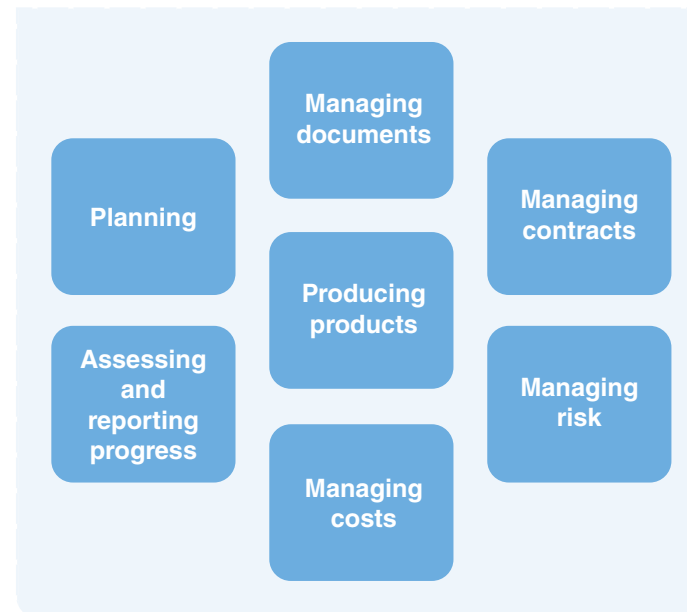 Managing
documents
Planning
Managing
contracts
Producing
products
Assessing
and
reporting
progress
Managing
risk
Managing
costs